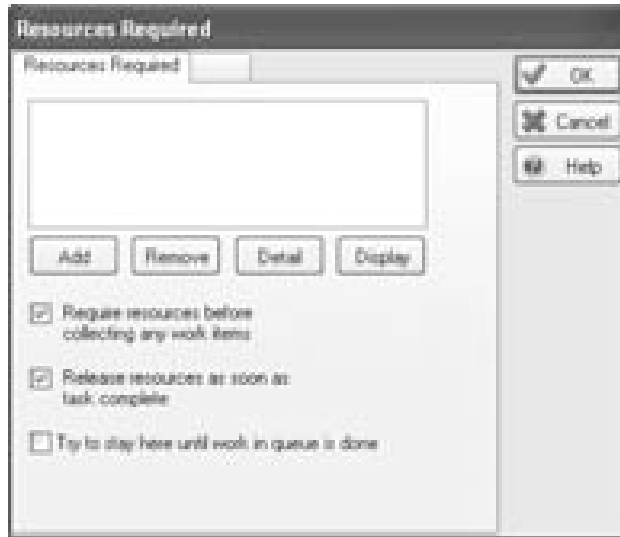 Resources Required
Resources Required
OK
Cancel
Help
Add Remove Detail Display
Require resources before
collecting any work items
Release resources as soon as
task complete
Try to stay here until work in queue is done